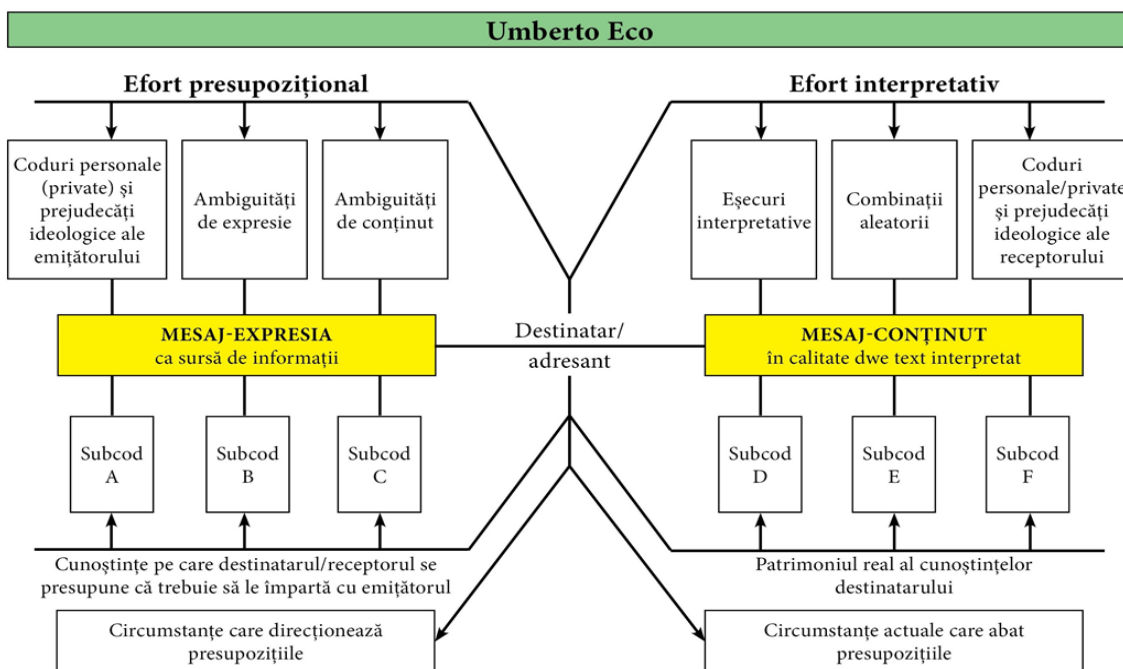 Umberto Eco
Efort presupozițional
Efort interpretativ
Coduri personale
(private) și
prejudecăți
ideologice ale
emițătorului
Ambiguități
de expresie
Ambiguități
de conținut
Eșecuri
interpretative
Combinații
aleatorii
Coduri
personale/private
și prejudecăți
ideologice ale
receptorului
MESAJ-EXPRESIA
ca sursă de informații
Destinatar/
adresant
MESAJ-CONȚINUT
în calitate dwe text interpretat
Subcod
A
Subcod
B
Subcod
C
Subcod
D
Subcod
E
Subcod
F
Cunoștințe pe care destinatarul/receptorul se
presupune că trebuie să le împartă cu emițătorul
Patrimoniul real al cunoștințelor
destinatarului
Circumstanțe care direcționează
presupozițiile
Circumstanțe actuale care abat
presupozițiile